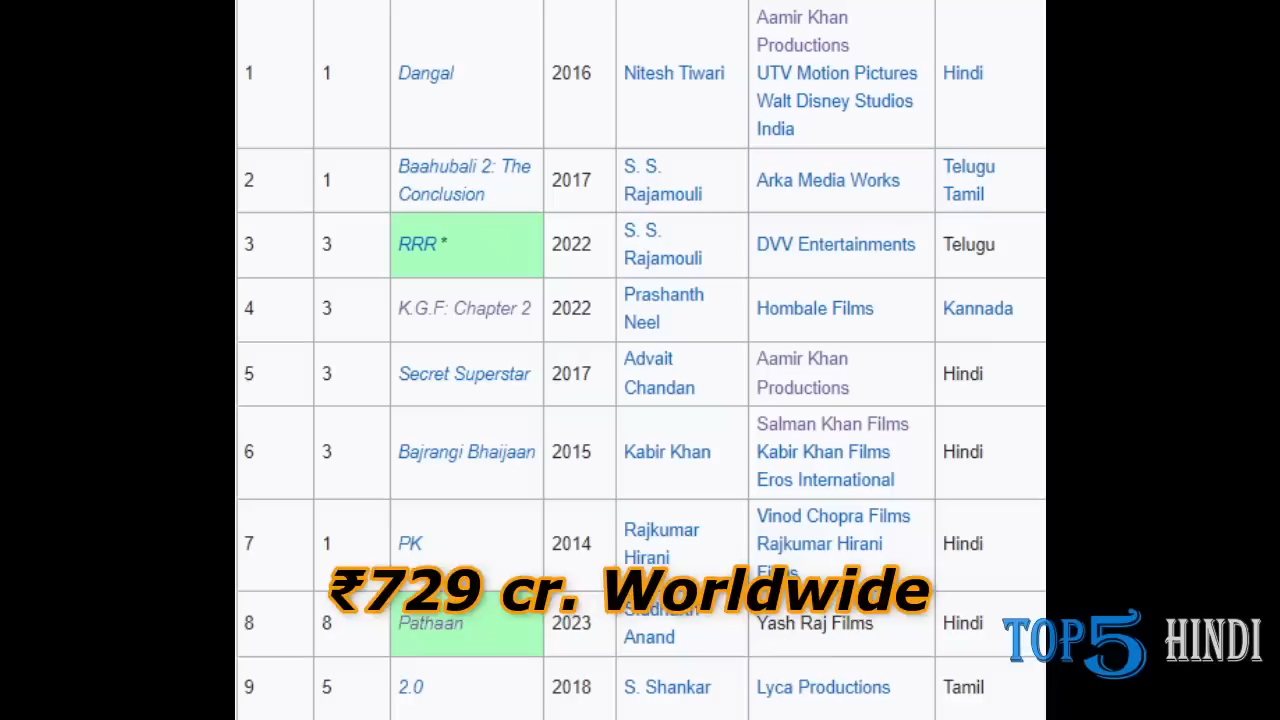 Aamir Khan
Productions
1 1 Dangal 2016 Nitesh Tiwari UTV Motion Pictures Hindi
Walt Disney Studios
India
Baahubali 2: The S. S. Telugu
2 1 2017 Arka Media Works
Conclusion Rajamouli Tamil
S. S.
3 3 RRR * 2022 DVV Entertainments Telugu
Rajamouli
Prashanth
4 3 K.G.F: Chapter 2 2022 Hombale Films Kannada
Neel
Advait Aamir Khan
5 3 Secret Superstar 2017 Hindi
Chandan Productions
Salman Khan Films
6 3 Bajrangi Bhaijaan 2015 Kabir Khan Kabir Khan Films Hindi
Eros International
Vinod Chopra Films
Rajkumar
7 1 PK 2014 Rajkumar Hirani Hindi
Hirani
₹729 cr. Worldwide
8 8 Pathaan 2023 Yash Raj Films Hindi
Anand
TOP5 HINDI
9 5 2.0 2018 S. Shankar Lyca Productions Tamil